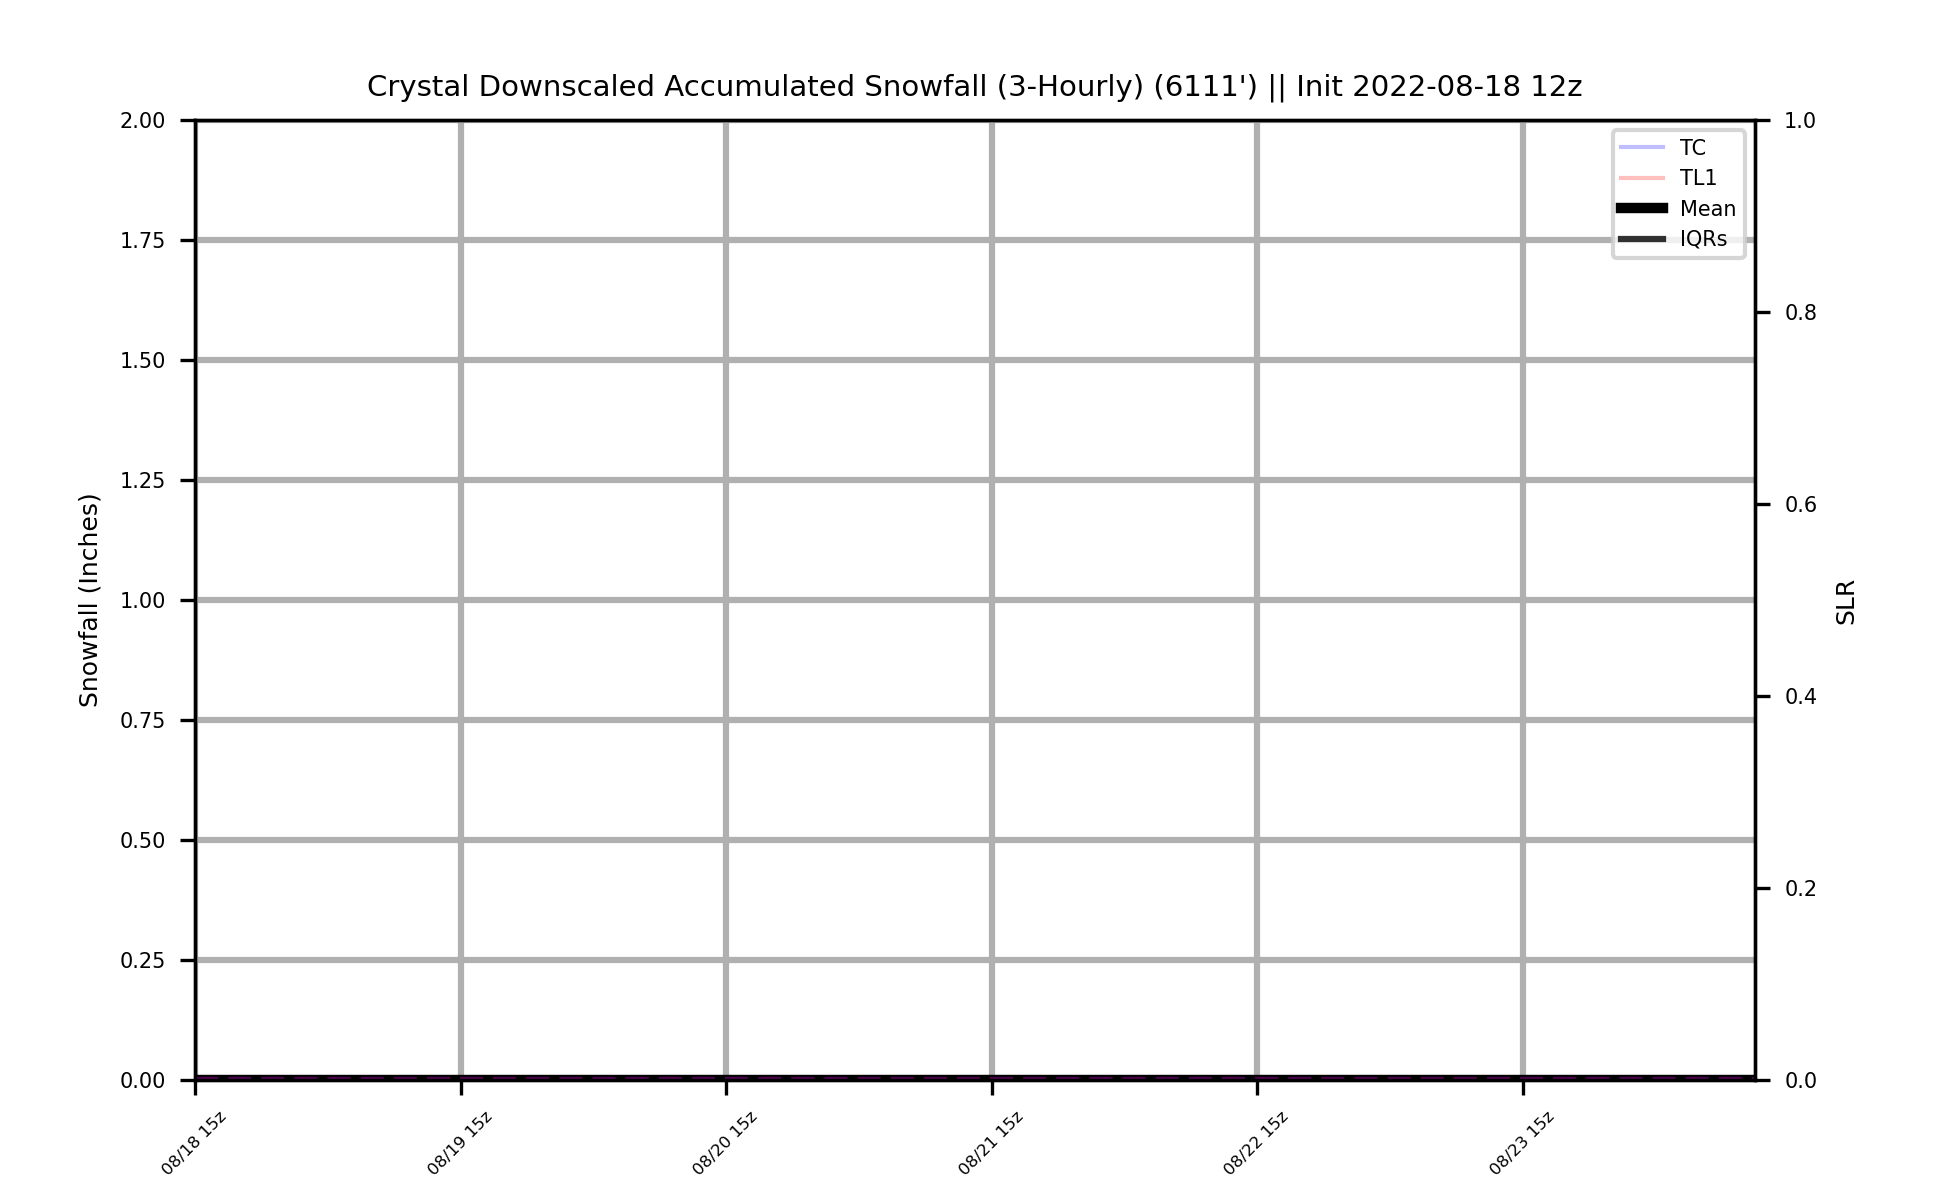 Crystal Downscaled Accumulated Snowfall (3-Hourly) (6111') || Init 2022-08-18 12z
2.00
1.75
1.50
1.25
1.00
0.75
0.50
0.25
0.00
Snowfall (Inches)
1.0
0.8
0.6
0.4
0.2
0.0
SLR
TC
TL1
Mean
IQRs
08/18 15z
08/19 15z
08/20 15z
08/21 15z
08/22 15z
08/23 15z